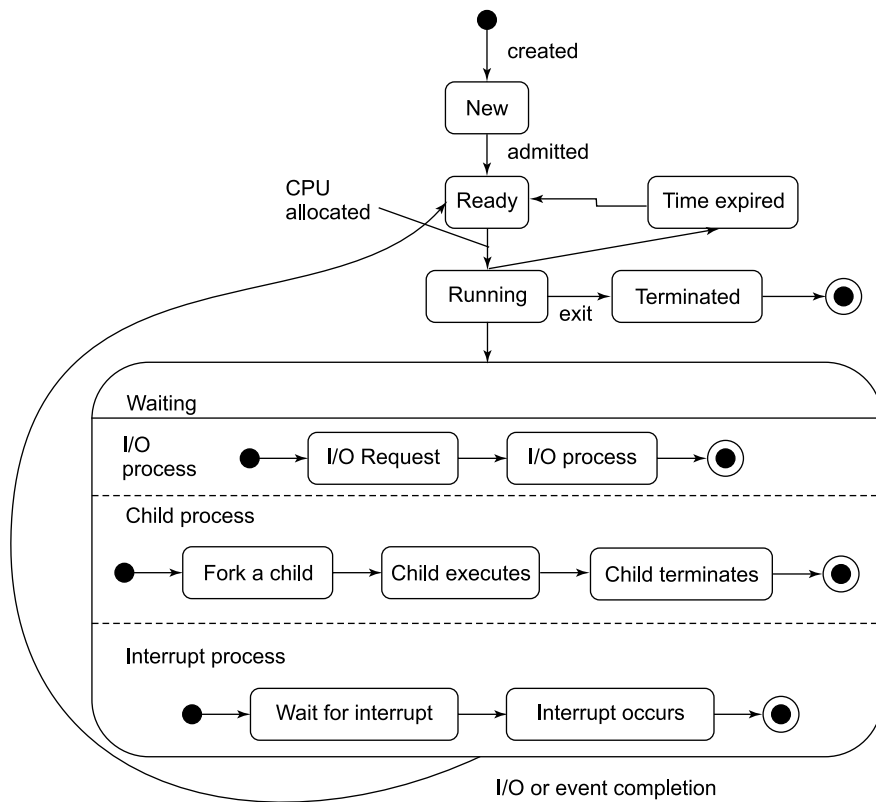 created
New
admitted
CPU
allocated
Ready
Time expired
Running
exit
Terminated
Waiting
I/O
process
I/O Request
I/O process
Child process
Fork a child
Child executes
Child terminates
Interrupt process
Wait for interrupt
Interrupt occurs
I/O or event completion